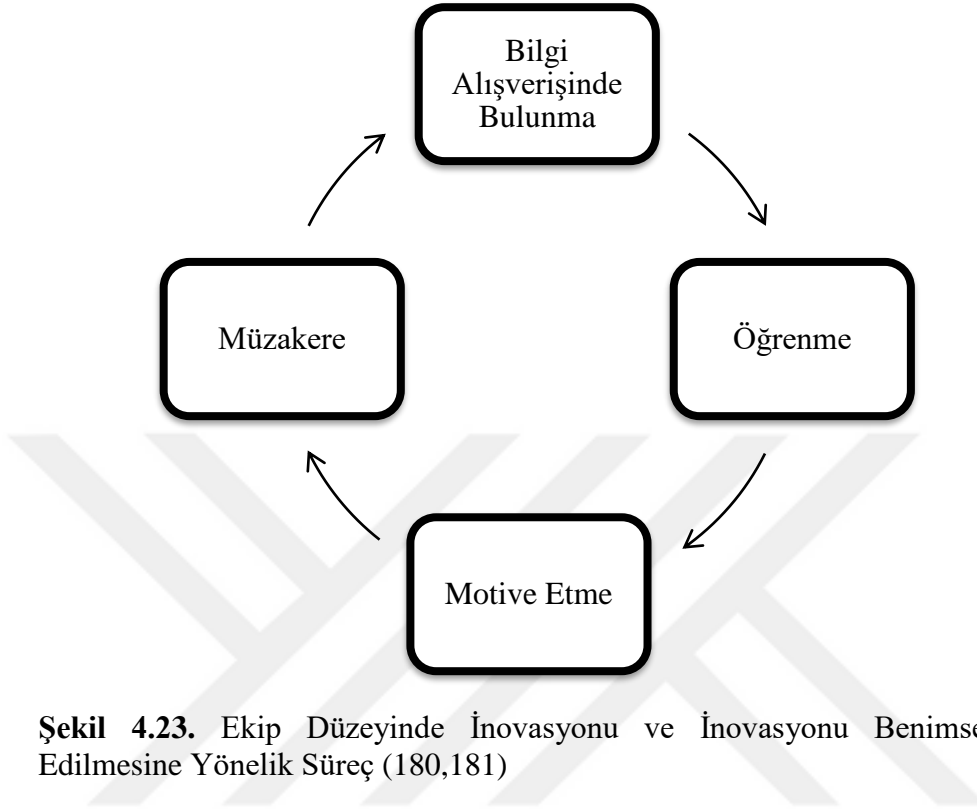 Bilgi
Alışverişinde
Bulunma
Müzakere
Öğrenme
Motive Etme
Şekil 4.23. Ekip Düzeyinde İnovasyonu ve İnovasyonu Benimse
Edilmesine Yönelik Süreç (180,181)